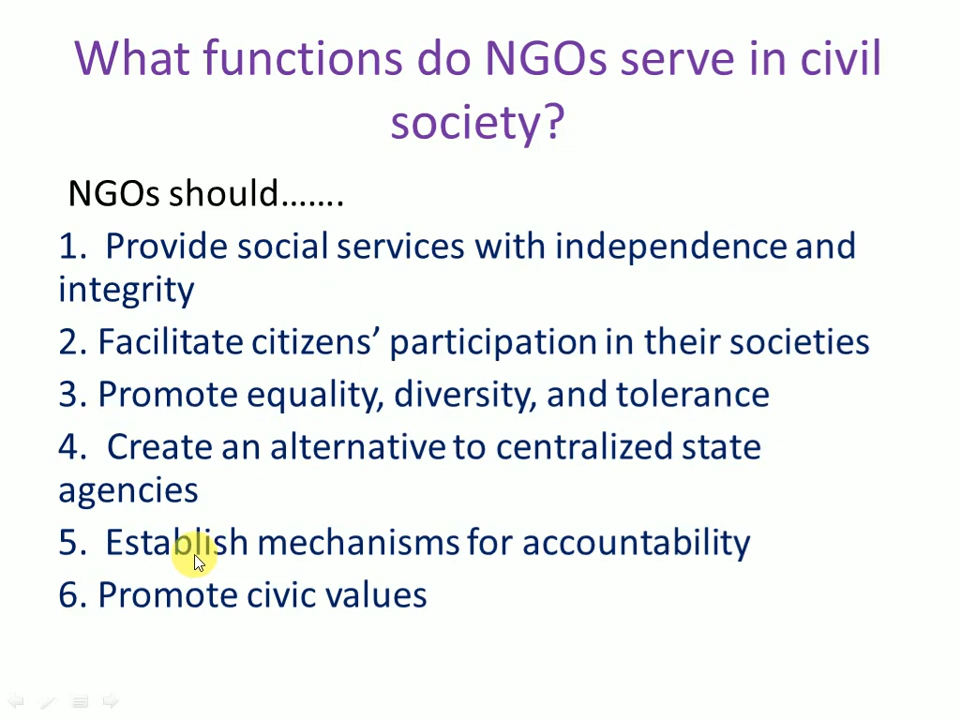 What functions do NGOs serve in civil
society?
NGOs should…….
1. Provide social services with independence and
integrity
2. Facilitate citizens’ participation in their societies
3. Promote equality, diversity, and tolerance
4. Create an alternative to centralized state
agencies
5. Establish mechanisms for accountability
6. Promote civic values